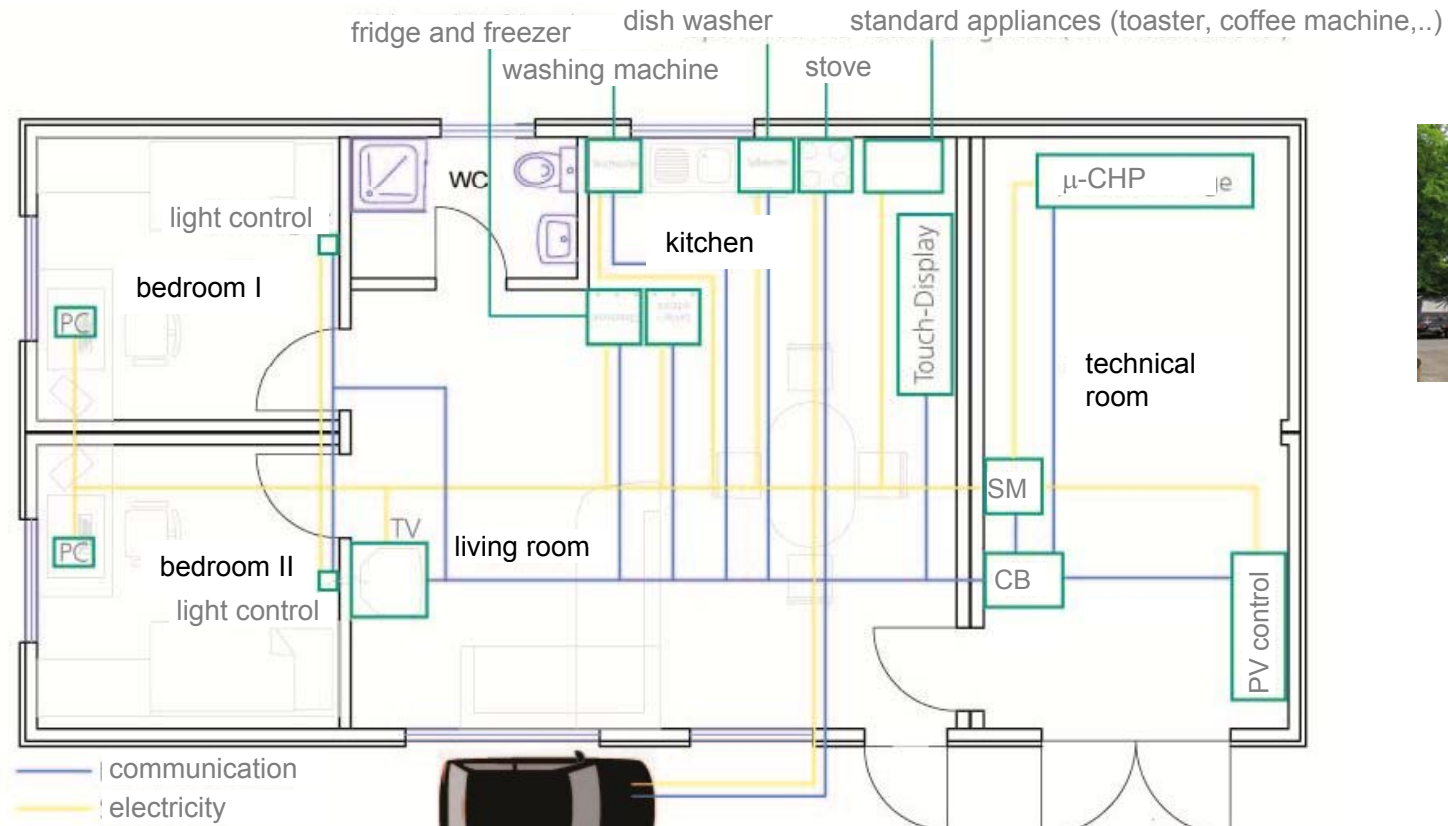 dish washer
standard appliances (toaster, coffee machine,..)
fridge and freezer
washing machine
stove
WC
μ-CHP
ge
light control
kitchen
Touch-Display
bedroom I
PC
technical
room
SM
TV
PC
living room
bedroom II
CB
light control
PV control
communication
electricity